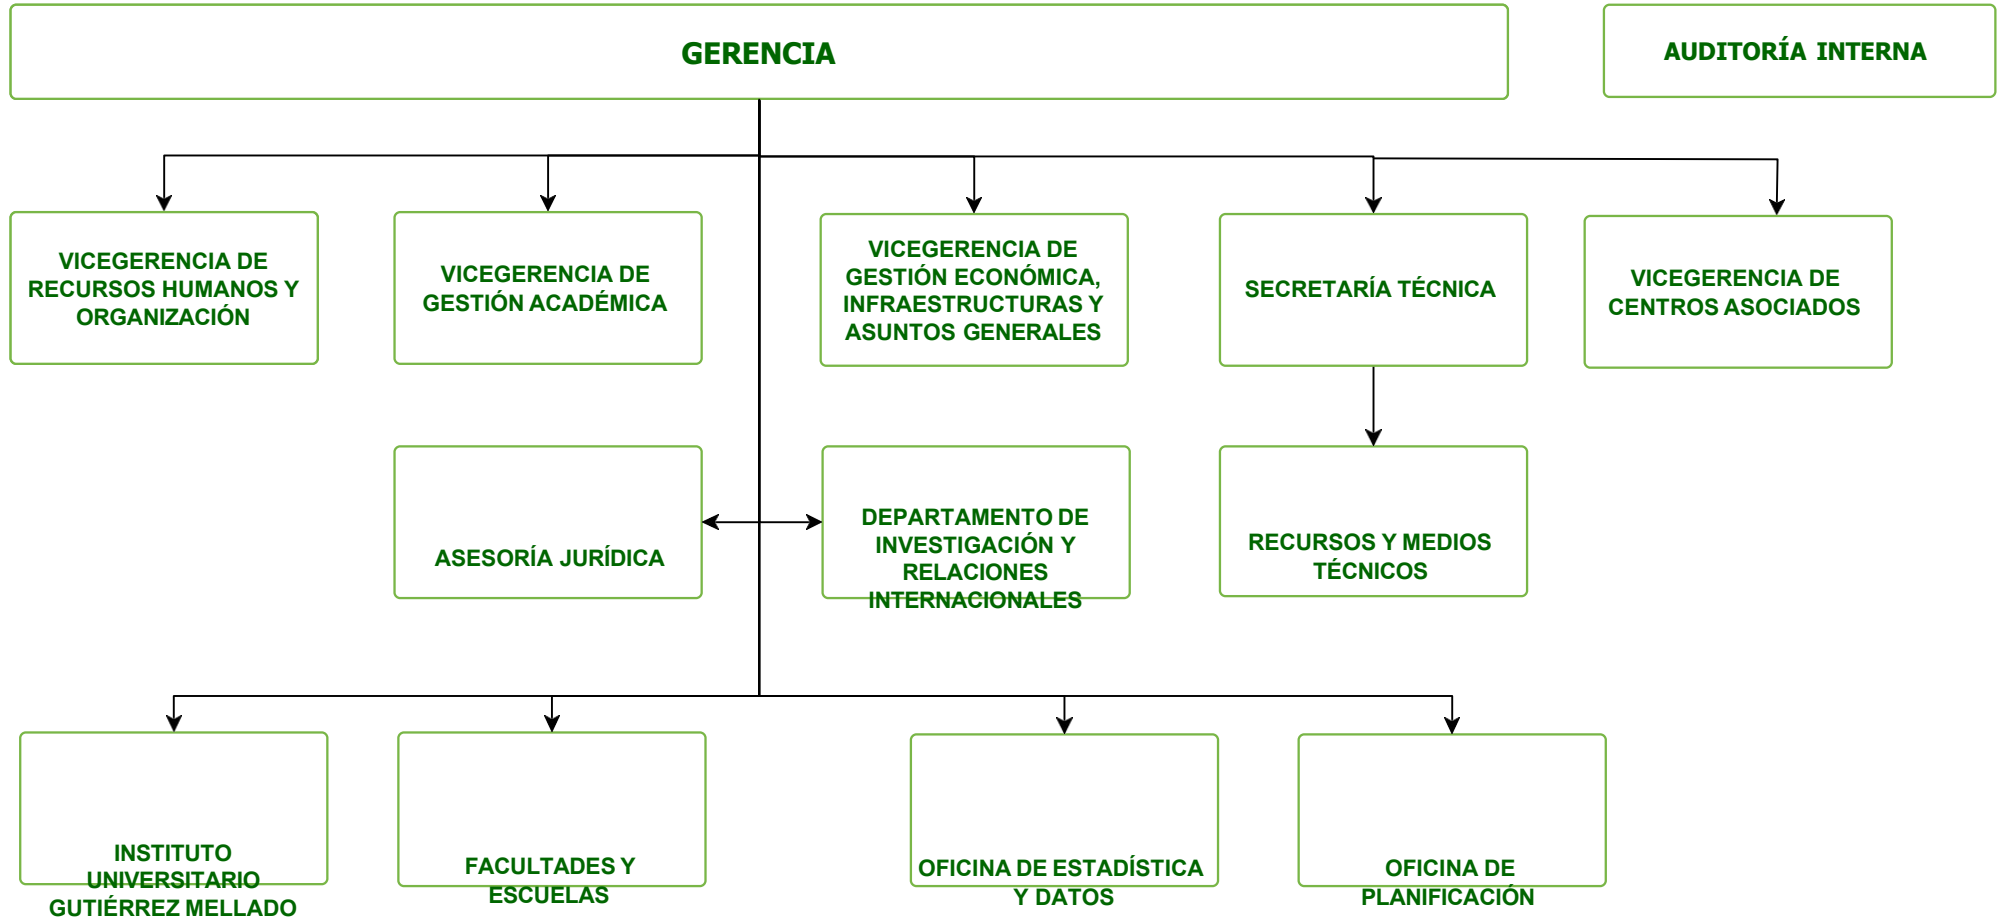 GERENCIA
AUDITORÍA INTERNA
VICEGERENCIA DE
RECURSOS HUMANOS Y
ORGANIZACIÓN
VICEGERENCIA DE
GESTIÓN ACADÉMICA
VICEGERENCIA DE
GESTIÓN ECONÓMICA,
INFRAESTRUCTURAS Y
ASUNTOS GENERALES
SECRETARÍA TÉCNICA
VICEGERENCIA DE
CENTROS ASOCIADOS
ASESORÍA JURÍDICA
DEPARTAMENTO DE
INVESTIGACIÓN Y
RELACIONES
INTERNACIONALES
RECURSOS Y MEDIOS
TÉCNICOS
INSTITUTO
UNIVERSITARIO
GUTIÉRREZ MELLADO
FACULTADES Y
ESCUELAS
OFICINA DE ESTADÍSTICA
Y DATOS
OFICINA DE
PLANIFICACIÓN